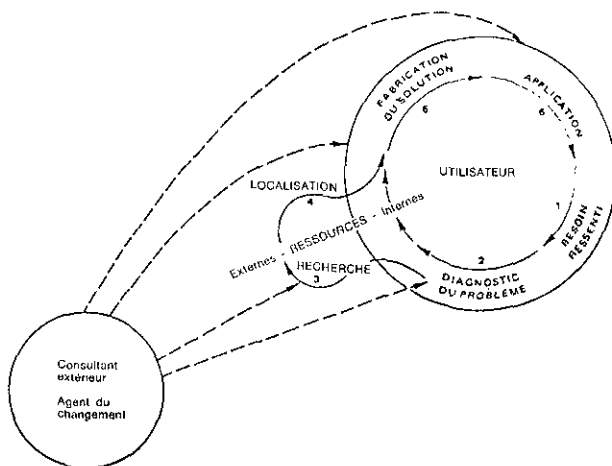 FABRICATION
DU SOLUTION
APPLICATION
5
6
UTILISATEUR
LOCALISATION
4
Externes - RESSOURCES - Internes
1
BESOIN
RESSENTI
RECHERCHE
3
2
DIAGNOSTIC
DU PROBLÈME
Consultant
extérieur
Agent du
changement